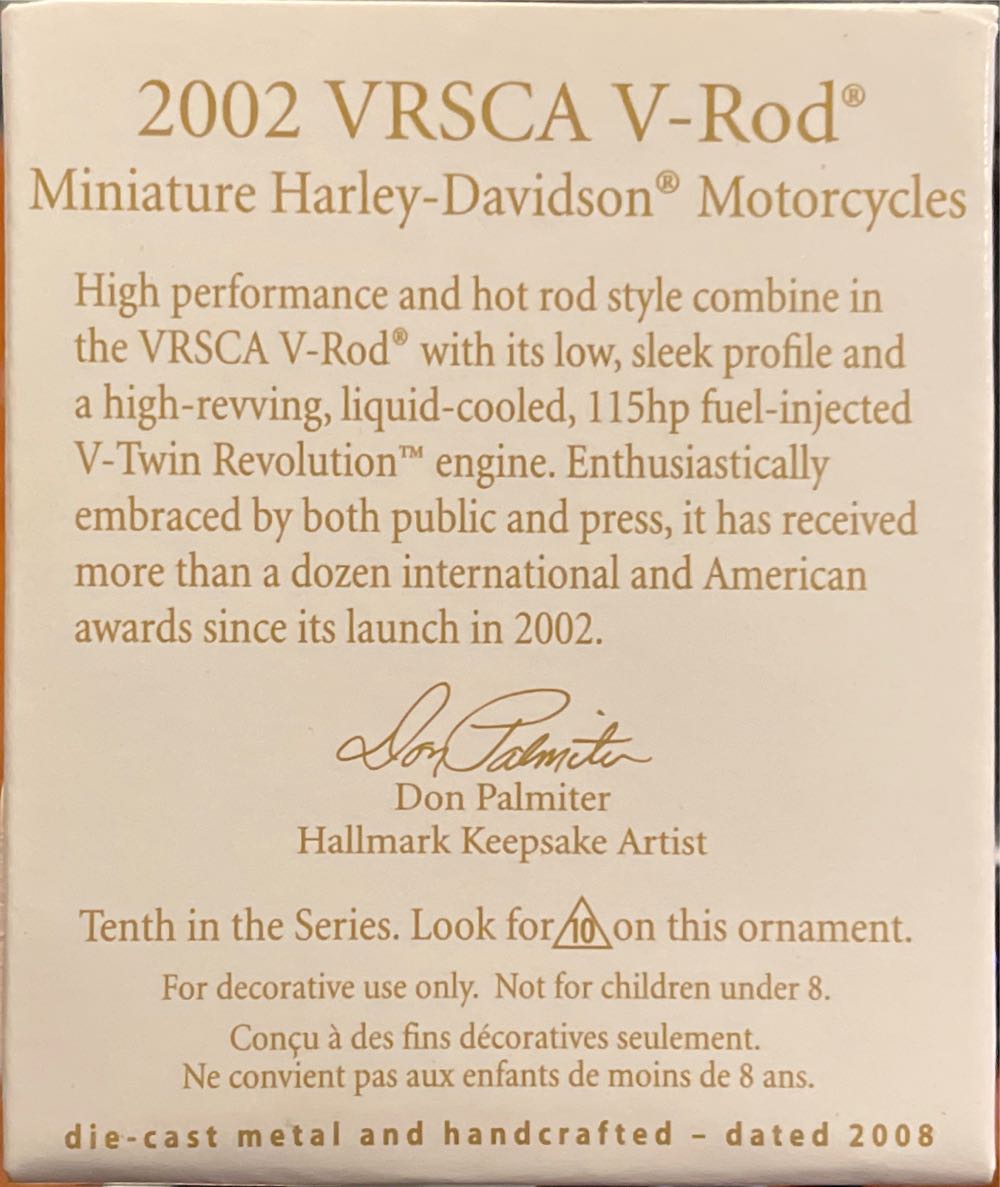 2002 VRSCA V-Rod®
Miniature Harley-Davidson® Motorcycles
High performance and hot rod style combine in
the VRSCA V-Rod® with its low, sleek profile and
a high-revving, liquid-cooled, 115hp fuel-injected
V-Twin Revolution™ engine. Enthusiastically
embraced by both public and press, it has received
more than a dozen international and American
awards since its launch in 2002.
Don Palmiter
Don Palmiter
Hallmark Keepsake Artist
Tenth in the Series. Look for 10 on this ornament.
For decorative use only. Not for children under 8.
Conçu à des fins décoratives seulement.
Ne convient pas aux enfants de moins de 8 ans.
die-cast metal and handcrafted – dated 2008